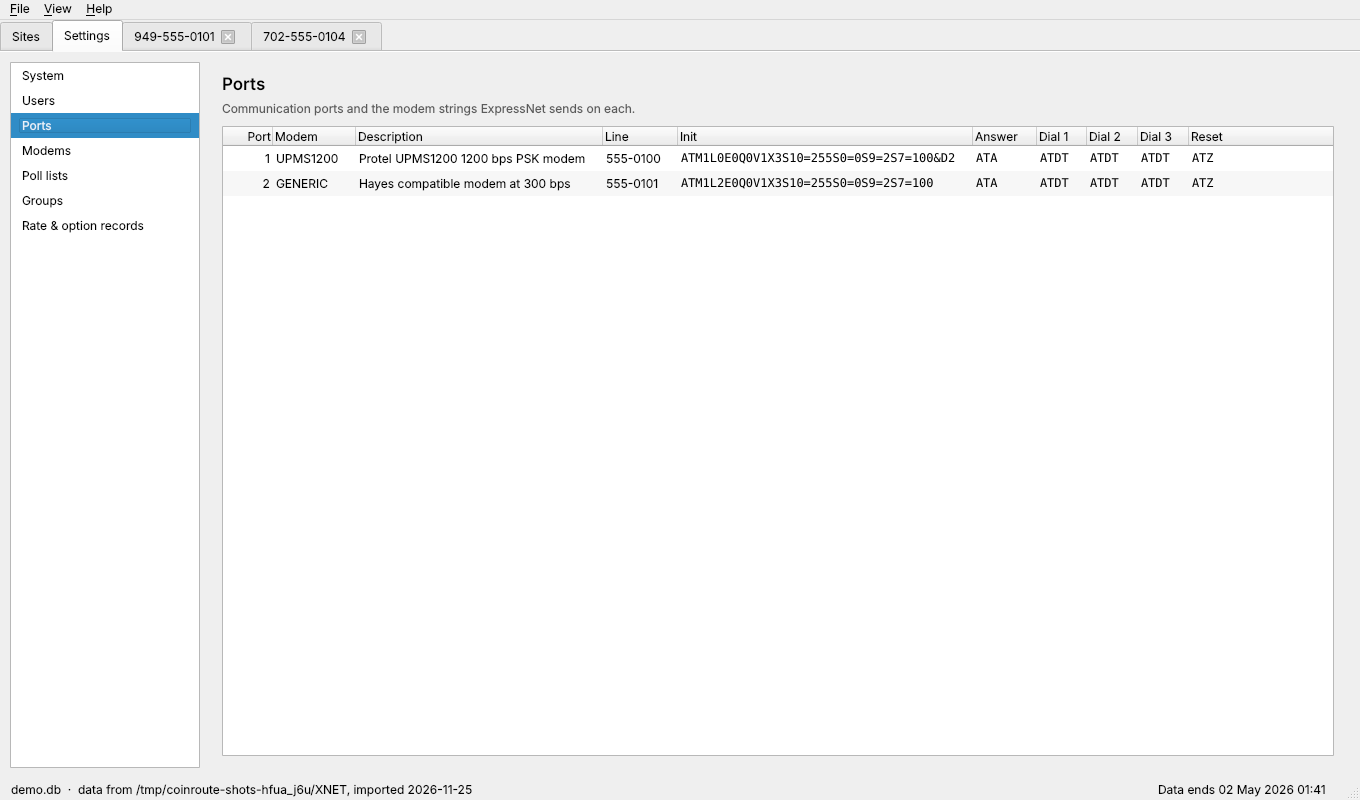 File View Help
Sites Settings 949-555-0101 702-555-0104
System
Users
Ports
Modems
Poll lists
Groups
Rate & option records
Ports
Communication ports and the modem strings ExpressNet sends on each.
Port Modem Description Line Init Answer Dial 1 Dial 2 Dial 3 Reset
1 UPMS1200 Protel UPMS1200 1200 bps PSK modem 555-0100 ATM1L0E0Q0V1X3S10=255S0=0S9=2S7=100&D2 ATA ATDT ATDT ATDT ATZ
2 GENERIC Hayes compatible modem at 300 bps 555-0101 ATM1L2E0Q0V1X3S10=255S0=0S9=2S7=100 ATA ATDT ATDT ATDT ATZ
demo.db · data from /tmp/coinroute-shots-hfua_j6u/XNET, imported 2026-11-25 Data ends 02 May 2026 01:41